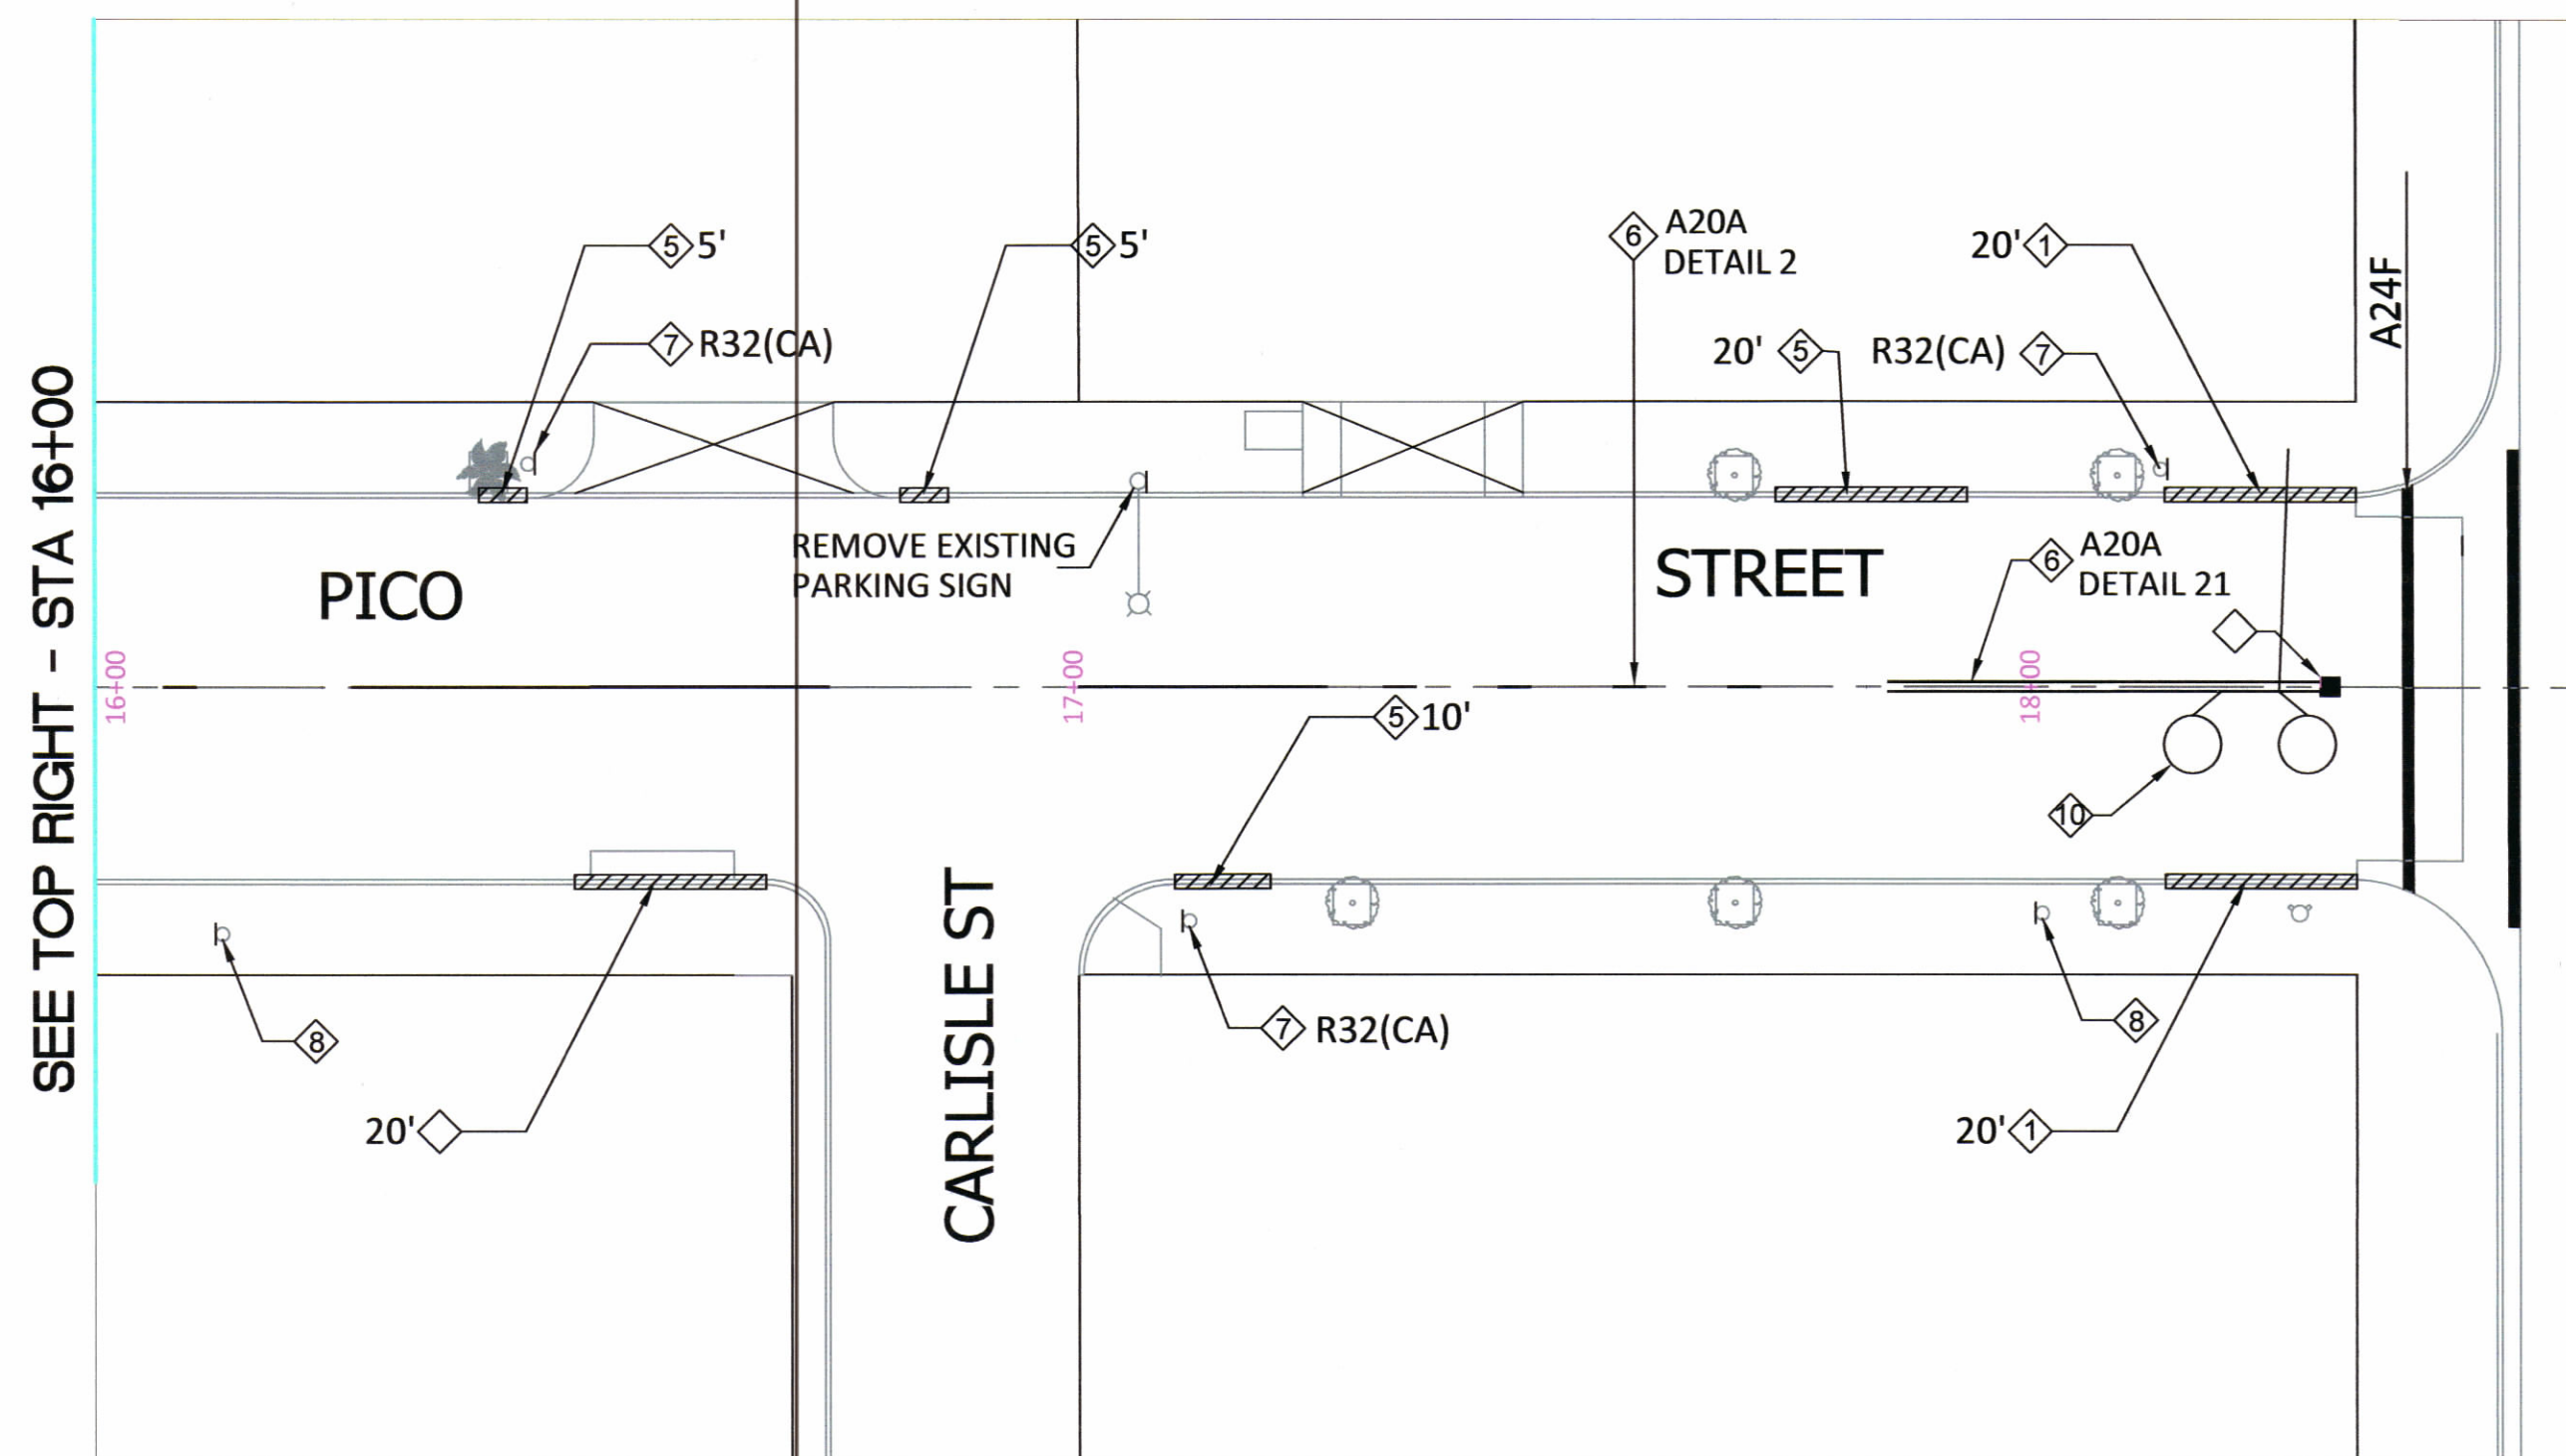 SEE TOP RIGHT - STA 16+00
5 5'
5 5'
6 A20A
DETAIL 2
20' 1
A24F
7 R32(CA)
20' 5
R32(CA) 7
REMOVE EXISTING
PARKING SIGN
PICO
STREET
6 A20A
DETAIL 21
16+00
17+00
18+00
5 10'
10
CARLISLE ST
8
7 R32(CA)
8
20'
20' 1